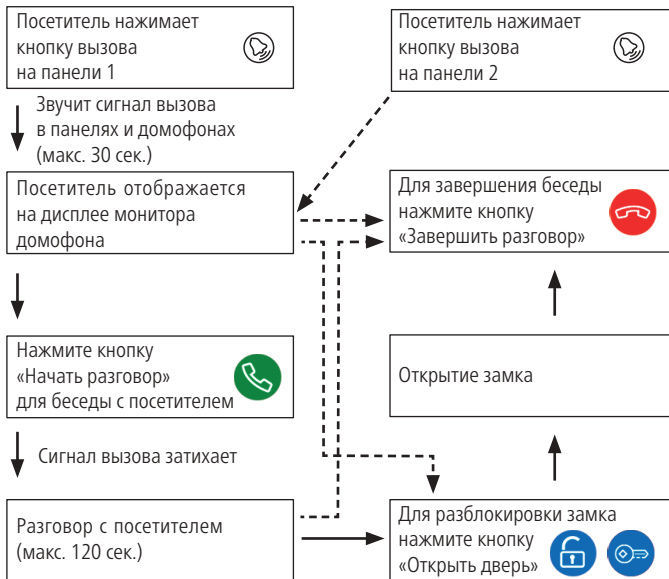 Посетитель нажимает
кнопку вызова
на панели 1
Посетитель нажимает
кнопку вызова
на панели 2
Звучит сигнал вызова
в панелях и домофонах
(макс. 30 сек.)
Посетитель отображается
на дисплее монитора
домофона
Для завершения беседы
нажмите кнопку
«Завершить разговор»
Нажмите кнопку
«Начать разговор»
для беседы с посетителем
Открытие замка
Сигнал вызова затихает
Разговор с посетителем
(макс. 120 сек.)
Для разблокировки замка
нажмите кнопку
«Открыть дверь»